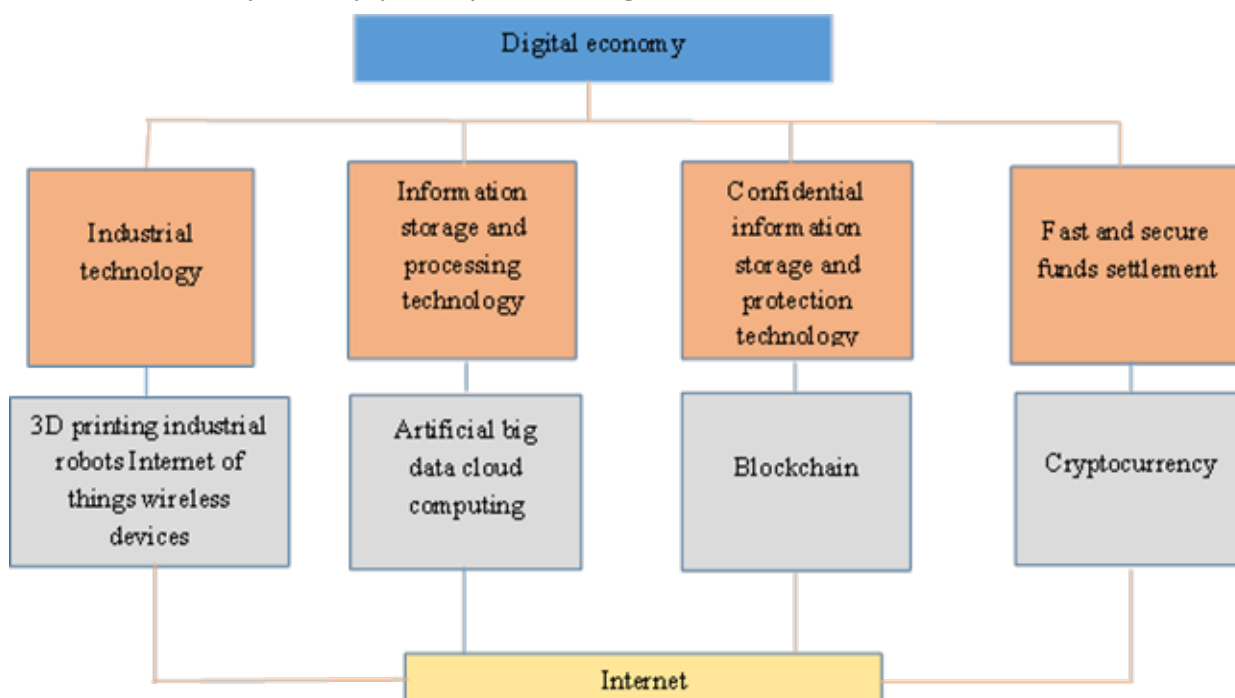 Digital economy
Industrial
technology
Information
storage and
processing
technology
Confidential
information
storage and
protection
technology
Fast and secure
funds settlement
3D printing industrial
robots Internet of
things wireless
devices
Artificial big
data cloud
computing
Blockchain
Cryptocurrency
Internet